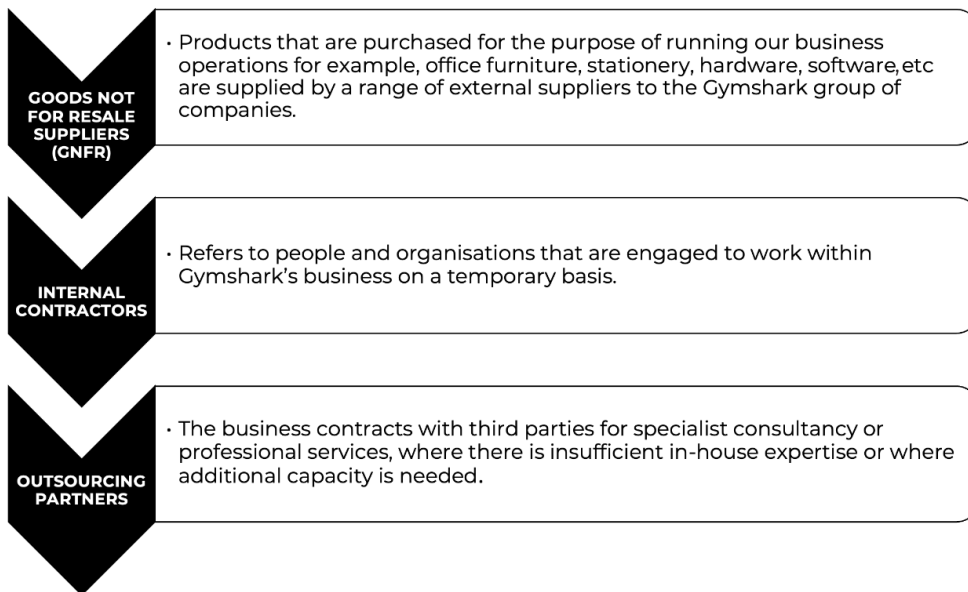 GOODS NOT
FOR RESALE
SUPPLIERS
(GNFR)
· Products that are purchased for the purpose of running our business
operations for example, office furniture, stationery, hardware, software, etc
are supplied by a range of external suppliers to the Gymshark group of
companies.
INTERNAL
CONTRACTORS
· Refers to people and organisations that are engaged to work within
Gymshark’s business on a temporary basis.
OUTSOURCING
PARTNERS
· The business contracts with third parties for specialist consultancy or
professional services, where there is insufficient in-house expertise or where
additional capacity is needed.